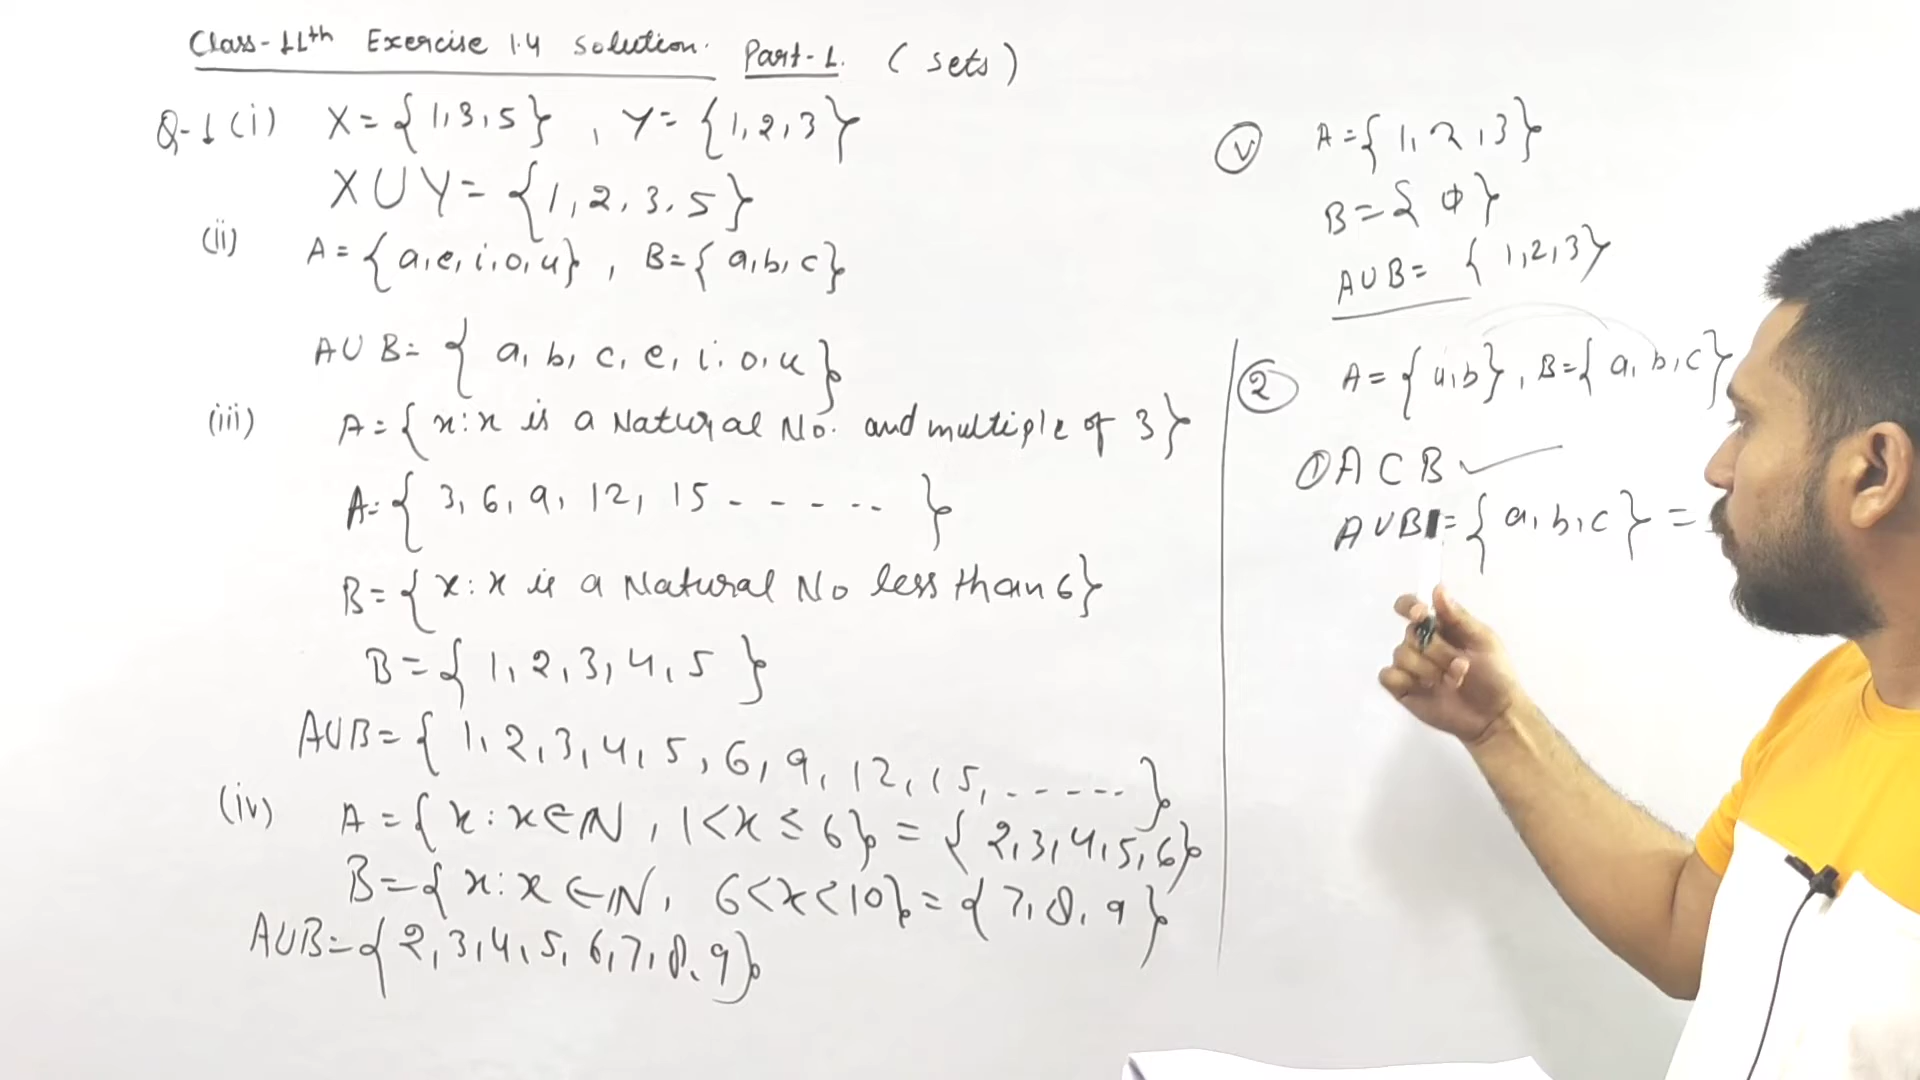 Class-11th Exercise 1.4 Solution. Part-1. (sets)
Q-1 (i) X = {1,3,5} , Y = {1,2,3}
X∪Y = {1,2,3,5}
(ii) A = {a,e,i,o,u} , B = {a,b,c}
A∪B = {a,b,c,e,i,o,u}
(iii) A = {x:x is a Natural No. and multiple of 3}
A = {3,6,9,12,15 - - - - - }
B = {x:x is a Natural No less than 6}
B = {1,2,3,4,5}
A∪B = {1,2,3,4,5,6,9,12,15, - - - - - }
(iv) A = {x:x∈N, 1<x≤6} = {2,3,4,5,6}
B = {x:x∈N, 6<x<10} = {7,8,9}
A∪B = {2,3,4,5,6,7,8,9}
(v) A = {1,2,3}
B = {φ}
A∪B = {1,2,3}
(2) A = {a,b}, B = {a,b,c}
(1) A ⊂ B ✓
A∪B = {a,b,c} =